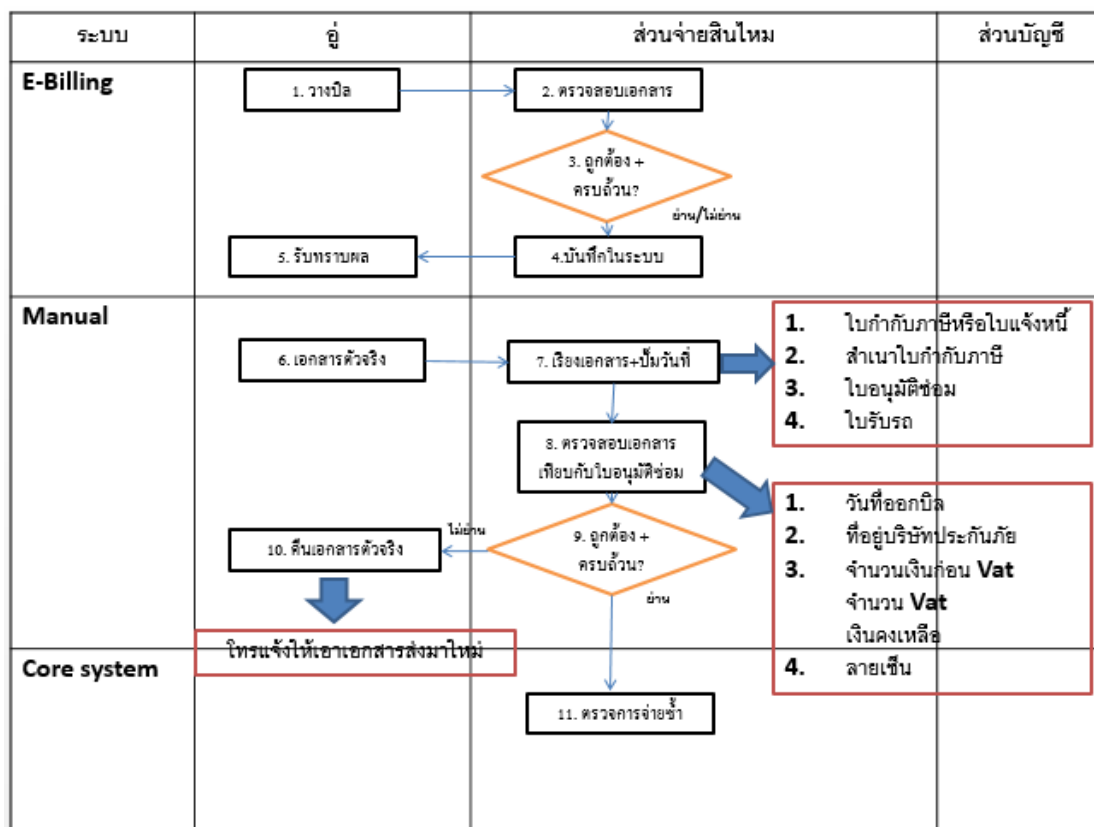 ระบบ
อู่
ส่วนจ่ายสินไหม
ส่วนบัญชี
E-Billing
1. วางบิล
2. ตรวจสอบเอกสาร
3. ถูกต้อง +
ครบถ้วน?
ผ่าน/ไม่ผ่าน
5. รับทราบผล
4.บันทึกในระบบ
Manual
6. เอกสารตัวจริง
7. เรียงเอกสาร+ปั๊มวันที่
1. ใบกำกับภาษีหรือใบแจ้งหนี้
2. สำเนาใบกำกับภาษี
3. ใบอนุมัติซ่อม
4. ใบรับรถ
8. ตรวจสอบเอกสาร
เทียบกับใบอนุมัติซ่อม
1. วันที่ออกบิล
2. ที่อยู่บริษัทประกันภัย
3. จำนวนเงินก่อน Vat
จำนวน Vat
เงินคงเหลือ
4. ลายเซ็น
9. ถูกต้อง +
ครบถ้วน?
ไม่ผ่าน
10. คืนเอกสารตัวจริง
ผ่าน
โทรแจ้งให้เอาเอกสารส่งมาใหม่
Core system
11. ตรวจการจ่ายซ้ำ